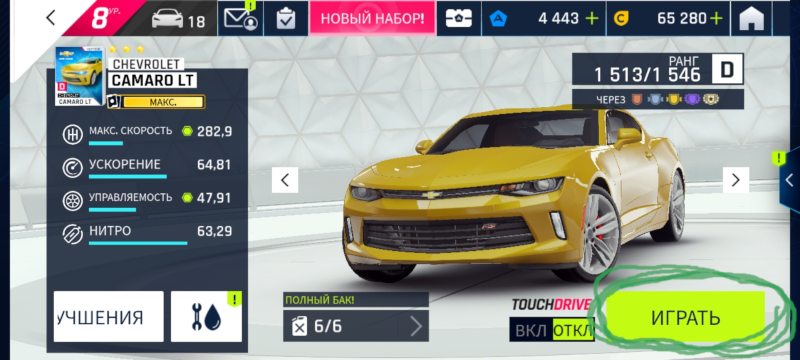 8 УР.
18
НОВЫЙ НАБОР!
4 443 +
65 280 +
CHEVROLET
CAMARO LT
МАКС.
D
CAMARO LT
МАКС. СКОРОСТЬ 282,9
УСКОРЕНИЕ 64,81
УПРАВЛЯЕМОСТЬ 47,91
НИТРО 63,29
РАНГ
1 513/1 546 D
ЧЕРЕЗ
УЧШЕНИЯ
ПОЛНЫЙ БАК!
6/6
TOUCHDRIVE
ВКЛ ОТКЛ
ИГРАТЬ